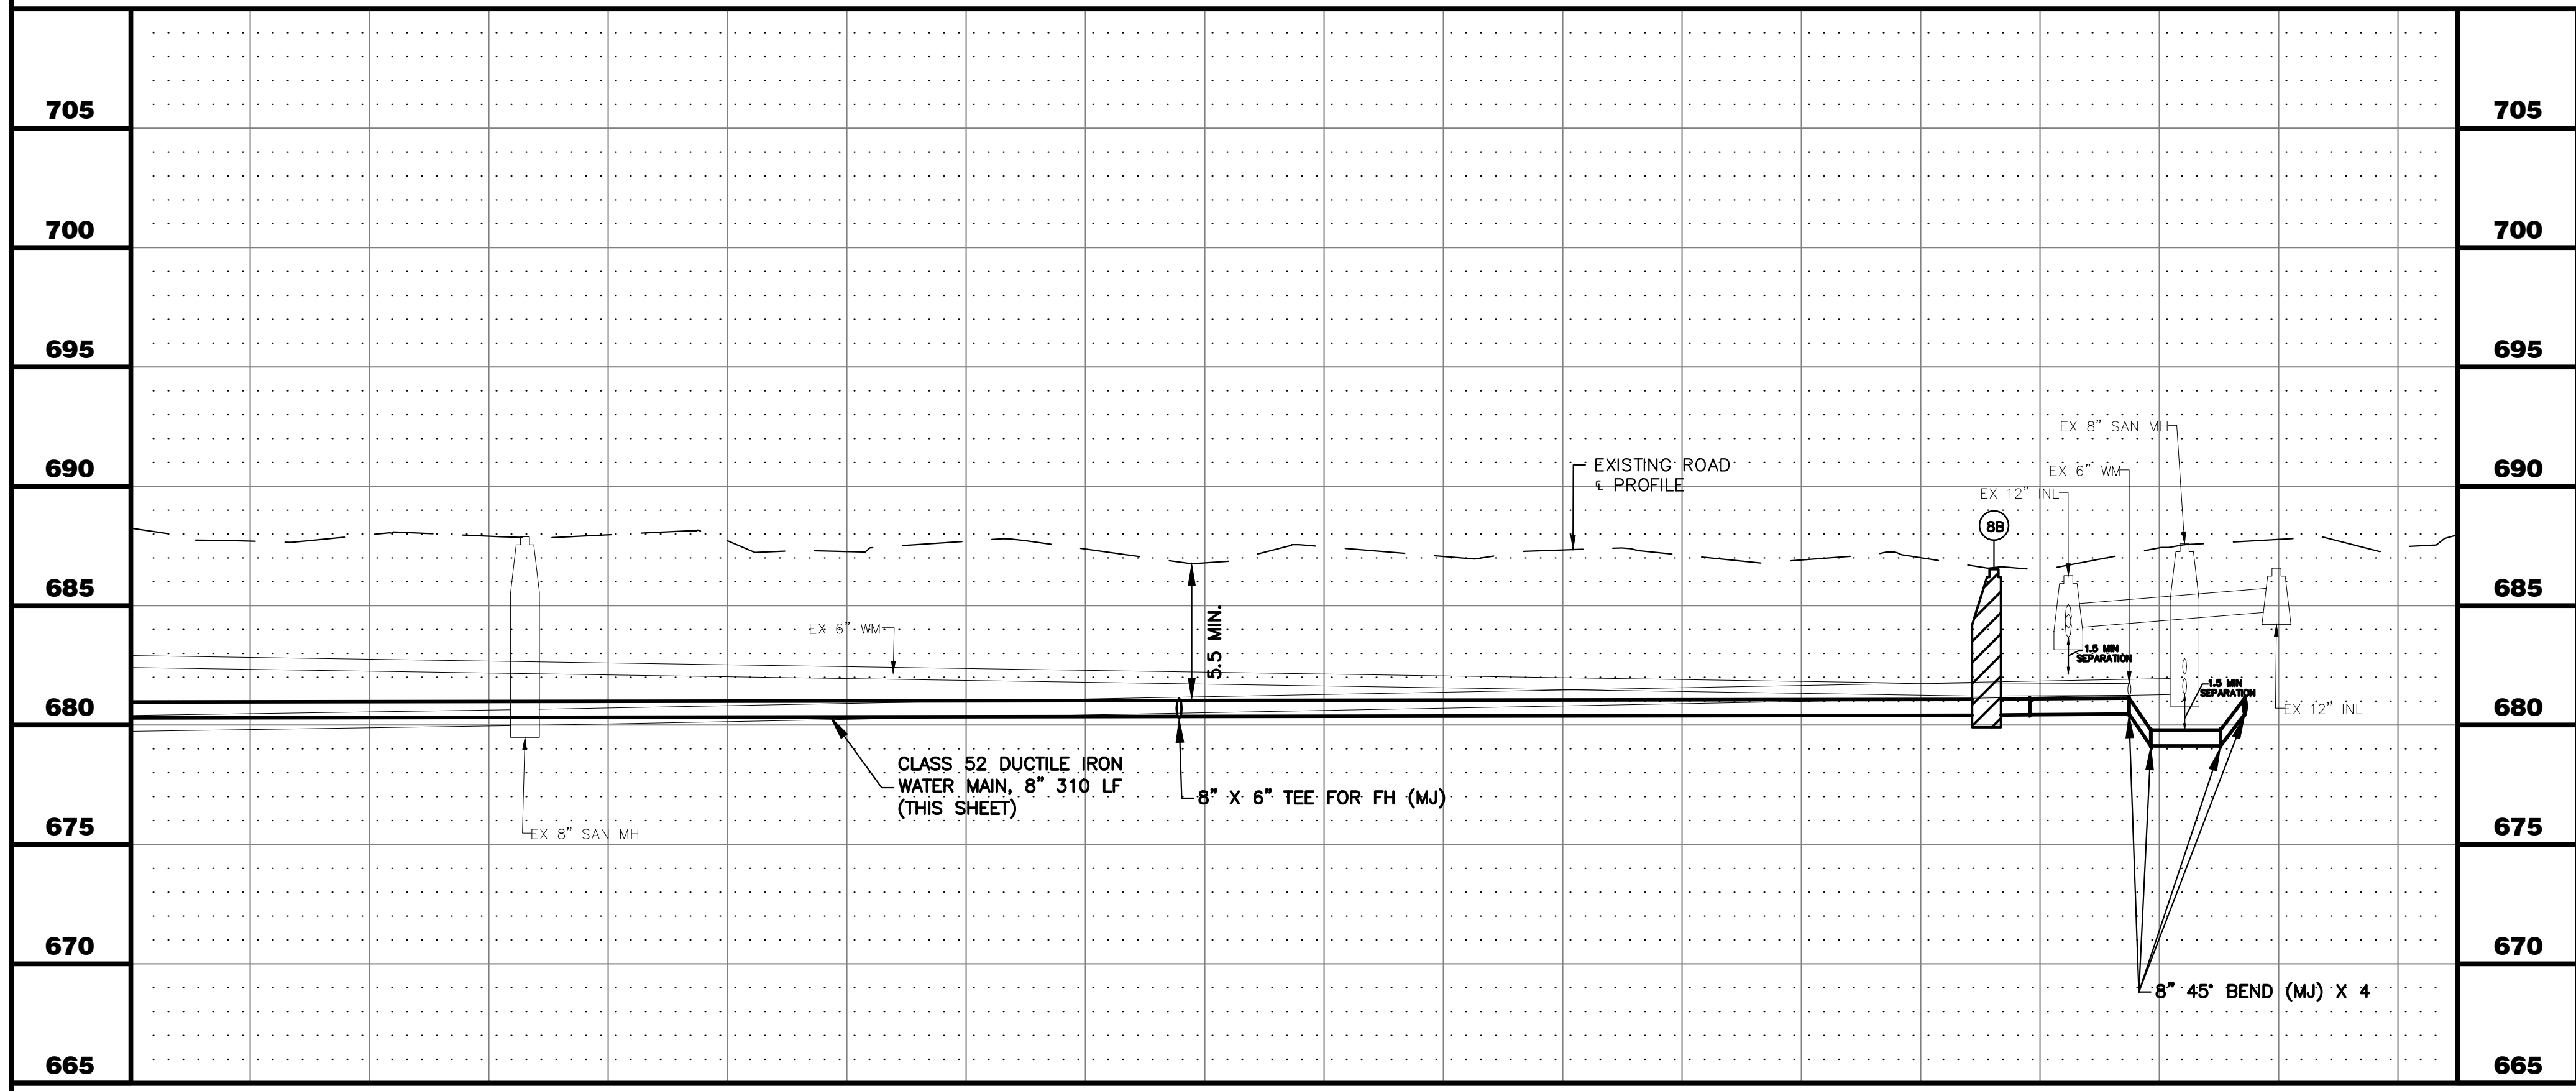 705
705
700
700
695
695
690
690
685
685
680
680
675
675
670
670
665
665
EX 8" SAN MH
EX 6" WM
EX 12" INL
EXISTING ROAD
℄ PROFILE
8B
EX 6" WM
5.5 MIN.
1.5 MIN
SEPARATION
1.5 MIN
SEPARATION
EX 12" INL
CLASS 52 DUCTILE IRON
WATER MAIN, 8" 310 LF
(THIS SHEET)
8" X 6" TEE FOR FH (MJ)
EX 8" SAN MH
8" 45° BEND (MJ) X 4